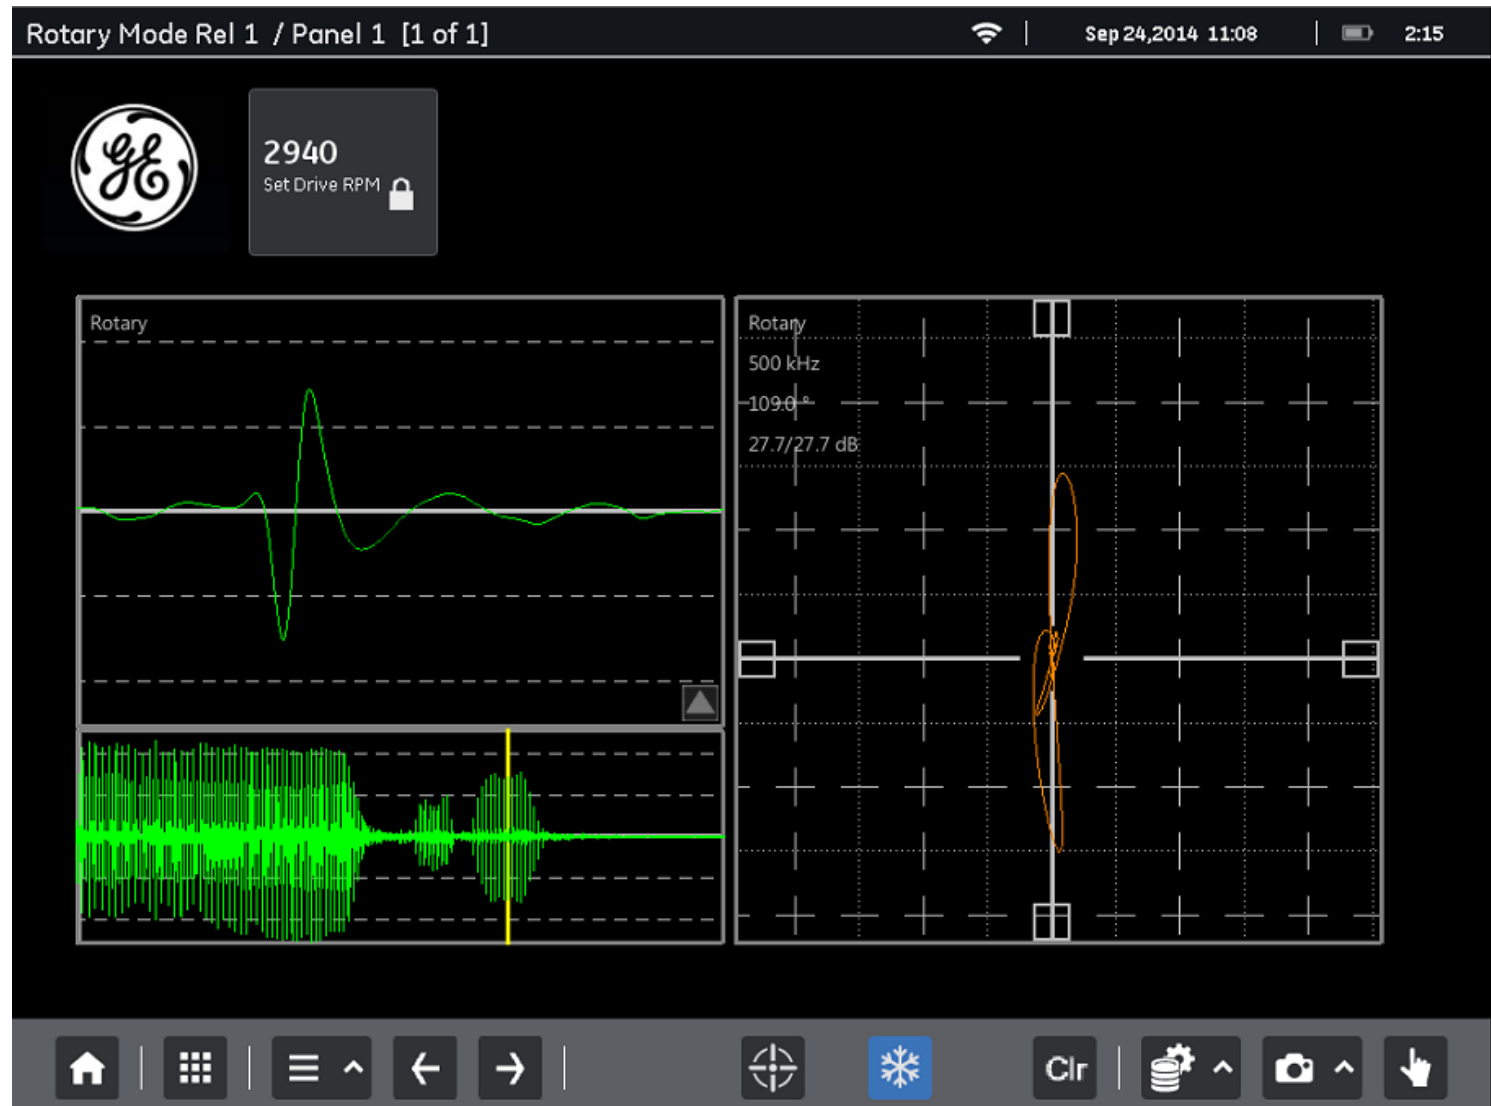 Rotary Mode Rel 1 / Panel 1 [1 of 1]
Sep 24,2014 11:08
2:15
GE
2940
Set Drive RPM
Rotary
Rotary
500 kHz
109.0 °
27.7/27.7 dB
Clr